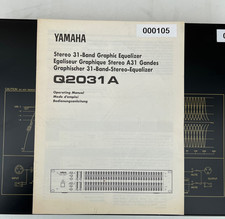 000105
YAMAHA
Stereo 31-Band Graphic Equalizer
Egaliseur Graphique Stereo A31 Gandes
Graphischer 31-Band-Stereo-Equalizer
Q2031A
Operating Manual
Mode d'emploi
Bedienungsanleitung